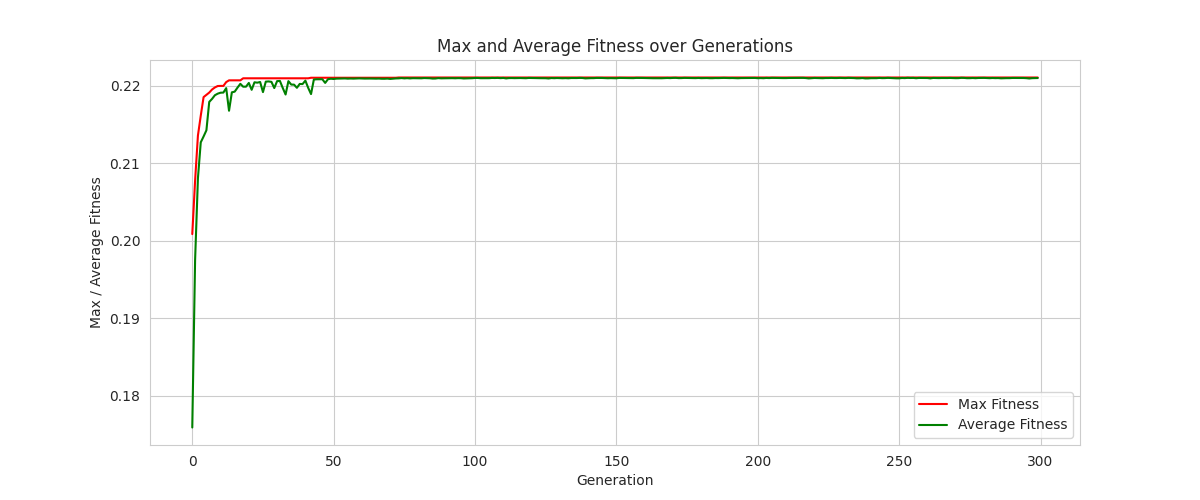 Max and Average Fitness over Generations
Max / Average Fitness
0.22
0.21
0.20
0.19
0.18
0
50
100
150
200
250
300
Generation
Max Fitness
Average Fitness